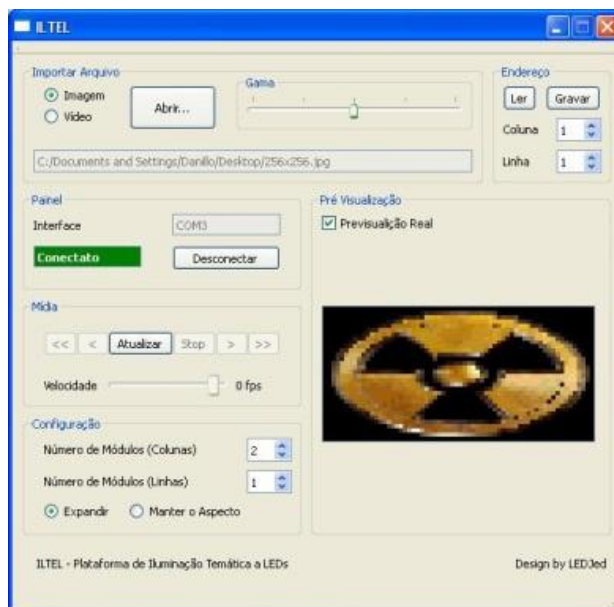 ILTEL
Importar Arquivo
Imagem
Vídeo
Abrir...
Gama
C:/Documents and Settings/Danillo/Desktop/256x256.jpg
Endereço
Ler Gravar
Coluna 1
Linha 1
Painel
Interface COM3
Conectato Desconectar
Mídia
<< < Atualizar Stop > >>
Velocidade 0 fps
Configuração
Número de Módulos (Colunas) 2
Número de Módulos (Linhas) 1
Expandir Manter o Aspecto
Pré Visualização
Previsualição Real
ILTEL - Plataforma de Iluminação Temática a LEDs
Design by LEDJed